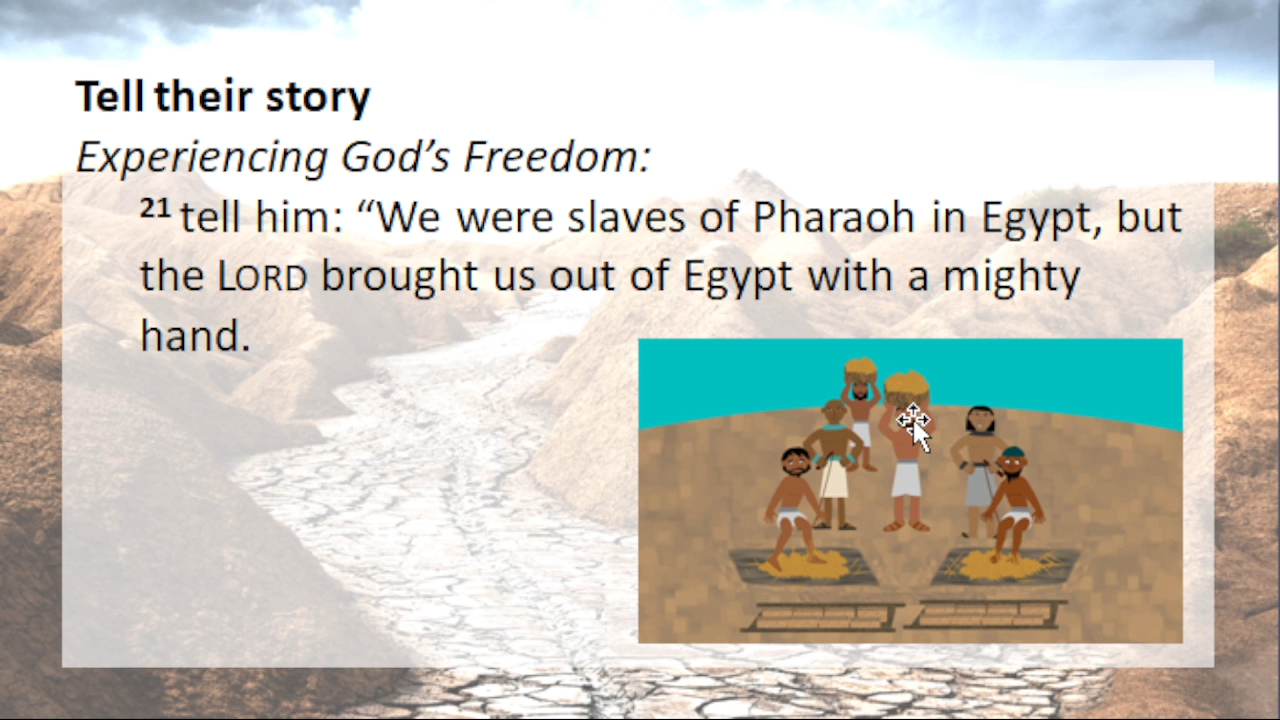 Tell their story
Experiencing God’s Freedom:
21 tell him: “We were slaves of Pharaoh in Egypt, but
the LORD brought us out of Egypt with a mighty
hand.